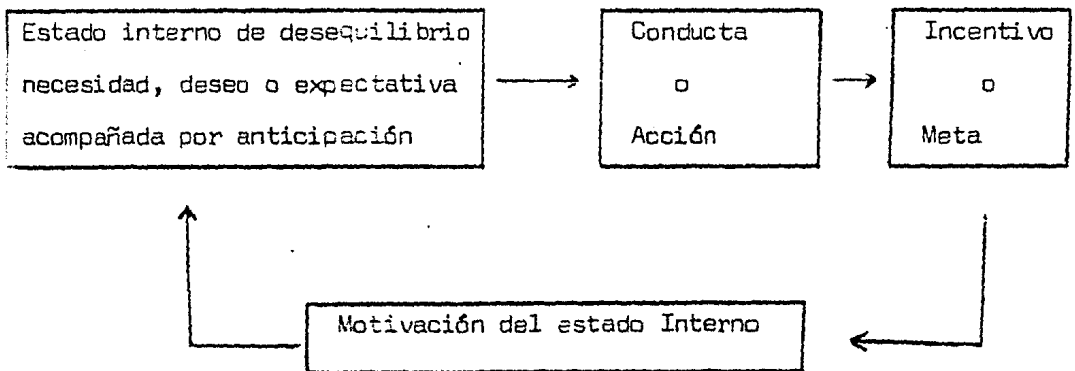 Estado interno de desequilibrio
necesidad, deseo o expectativa
acompañada por anticipación
Conducta
o
Acción
Incentivo
o
Meta
Motivación del estado Interno